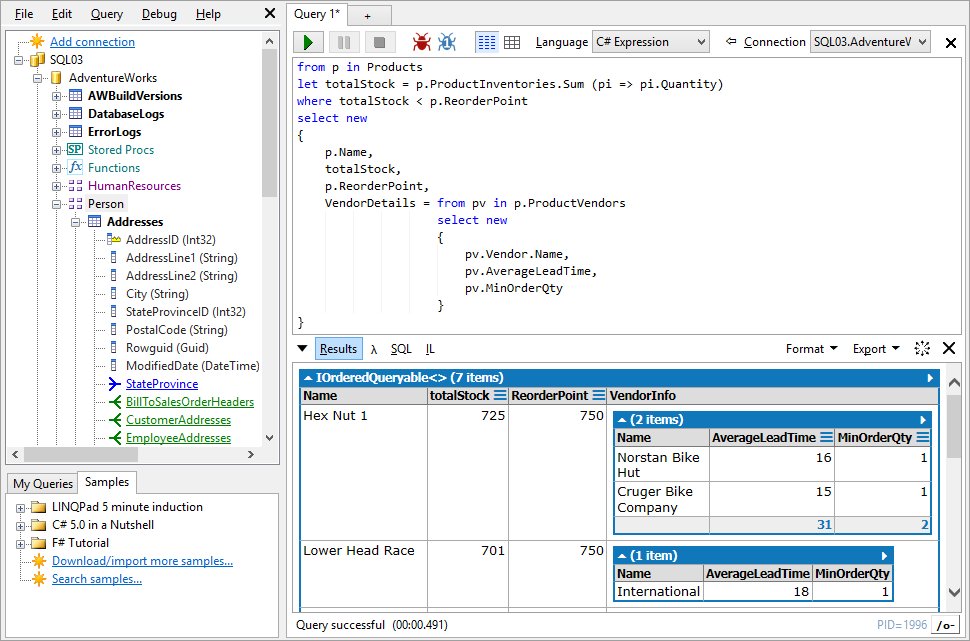 File Edit Query Debug Help
Add connection
SQL03
AdventureWorks
AWBuildVersions
DatabaseLogs
ErrorLogs
SP Stored Procs
fx Functions
HumanResources
Person
Addresses
AddressID (Int32)
AddressLine1 (String)
AddressLine2 (String)
City (String)
StateProvinceID (Int32)
PostalCode (String)
Rowguid (Guid)
ModifiedDate (DateTime)
StateProvince
BillToSalesOrderHeaders
CustomerAddresses
EmployeeAddresses
My Queries Samples
LINQPad 5 minute induction
C# 5.0 in a Nutshell
F# Tutorial
Download/import more samples...
Search samples...
Query 1* +
Language C# Expression Connection SQL03.AdventureW
from p in Products
let totalStock = p.ProductInventories.Sum (pi => pi.Quantity)
where totalStock < p.ReorderPoint
select new
{
p.Name,
totalStock,
p.ReorderPoint,
VendorDetails = from pv in p.ProductVendors
select new
{
pv.Vendor.Name,
pv.AverageLeadTime,
pv.MinOrderQty
}
}
Results λ SQL IL Format Export
IOrderedQueryable<> (7 items)
Name totalStock ReorderPoint VendorInfo
Hex Nut 1 725 750
(2 items)
Name AverageLeadTime MinOrderQty
Norstan Bike Hut 16 1
Cruger Bike Company 15 1
31 2
Lower Head Race 701 750
(1 item)
Name AverageLeadTime MinOrderQty
International 18 1
Query successful (00:00.491) PID=1996 /o-